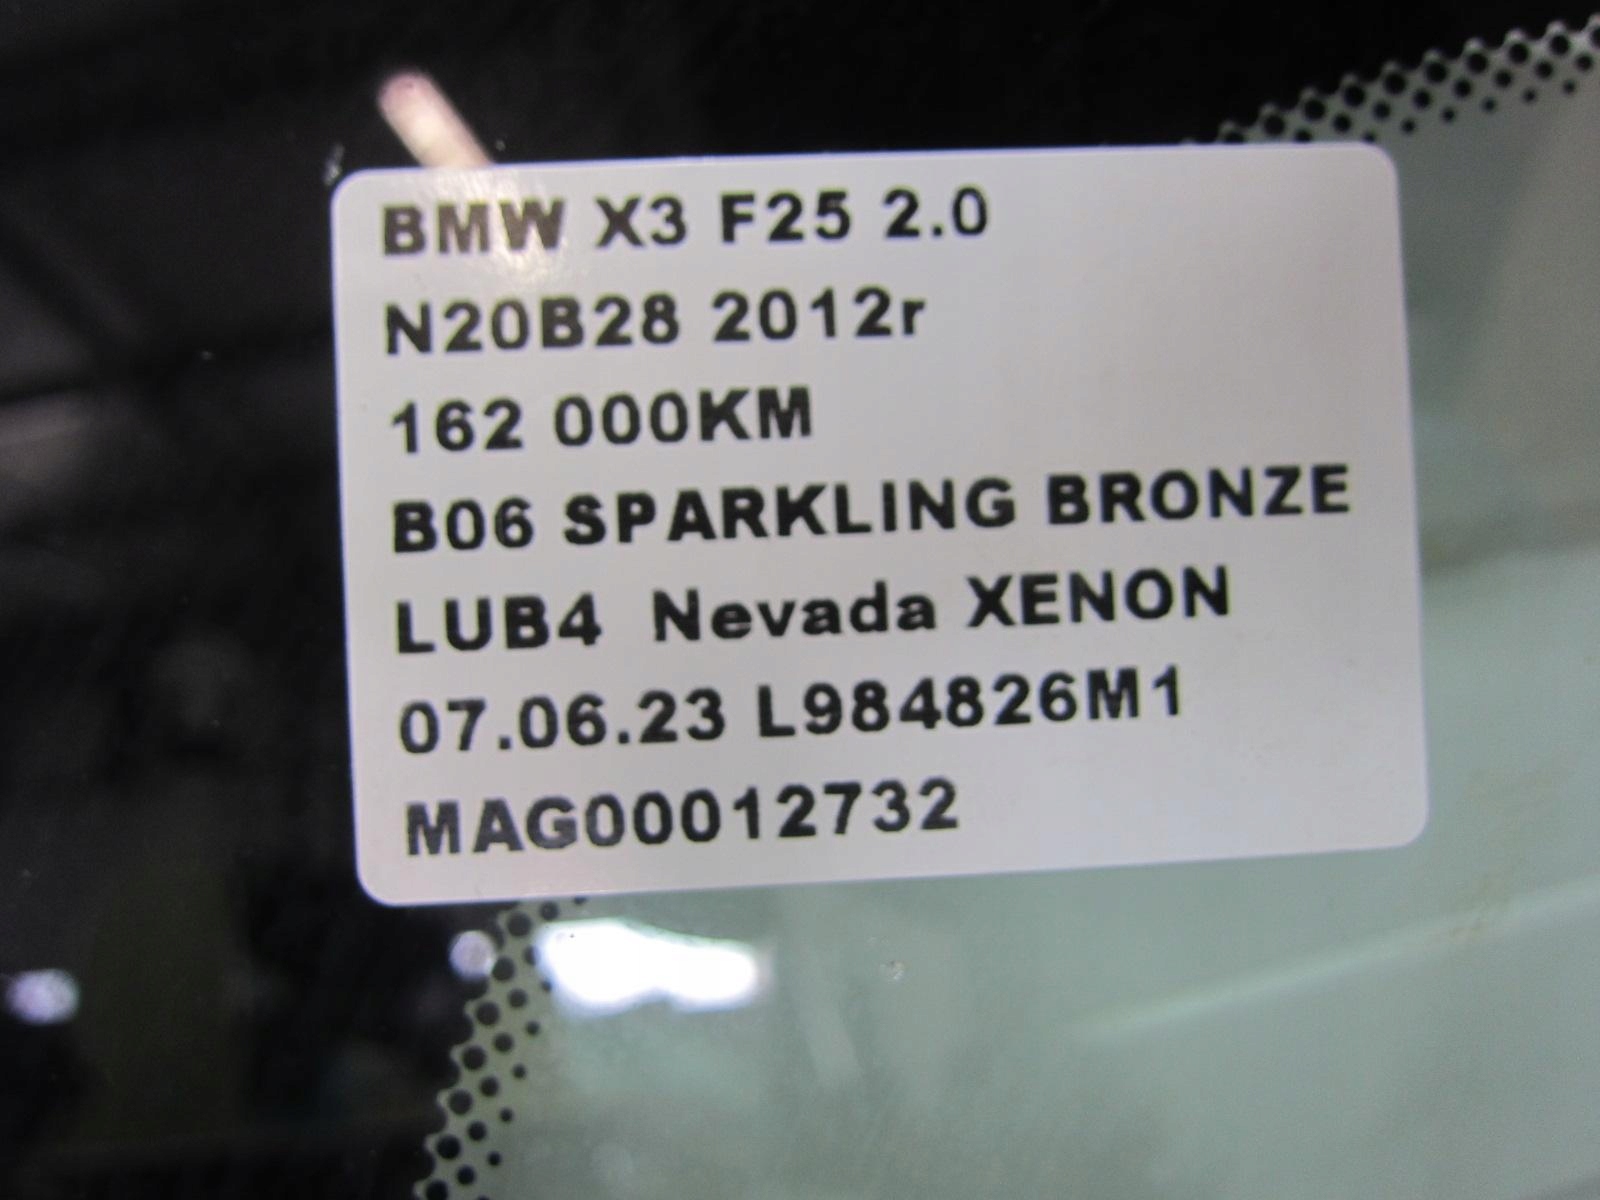 BMW X3 F25 2.0
N20B28 2012r
162 000KM
B06 SPARKLING BRONZE
LUB4 Nevada XENON
07.06.23 L984826M1
MAG00012732